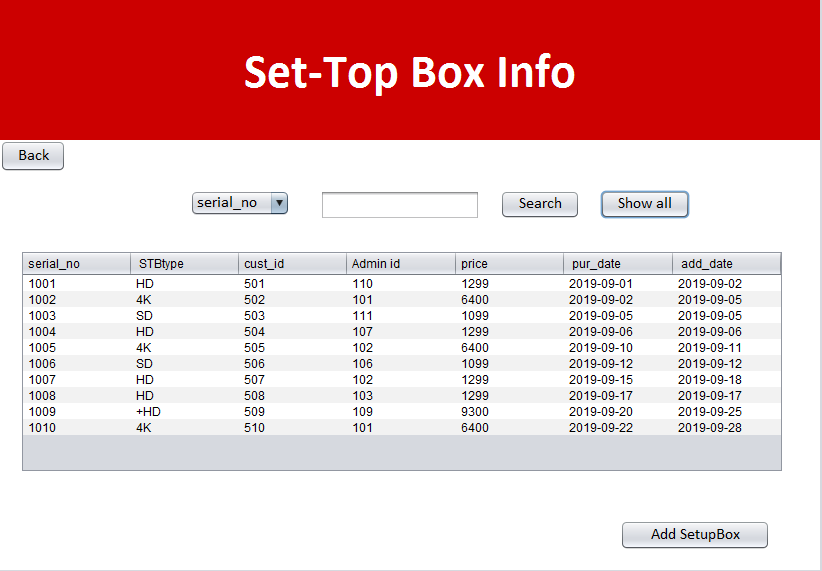 Set-Top Box Info
Back
serial_no Search Show all
serial_no STBtype cust_id Admin id price pur_date add_date
1001 HD 501 110 1299 2019-09-01 2019-09-02
1002 4K 502 101 6400 2019-09-02 2019-09-05
1003 SD 503 111 1099 2019-09-05 2019-09-05
1004 HD 504 107 1299 2019-09-06 2019-09-06
1005 4K 505 102 6400 2019-09-10 2019-09-11
1006 SD 506 106 1099 2019-09-12 2019-09-12
1007 HD 507 102 1299 2019-09-15 2019-09-18
1008 HD 508 103 1299 2019-09-17 2019-09-17
1009 +HD 509 109 9300 2019-09-20 2019-09-25
1010 4K 510 101 6400 2019-09-22 2019-09-28
Add SetupBox